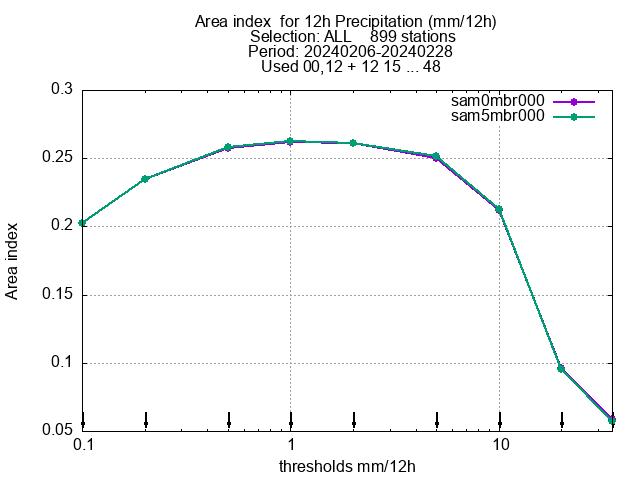 Area index  for 12h Precipitation (mm/12h)
Selection: ALL    899 stations
Period: 20240206-20240228
Used 00,12 + 12 15 ... 48
sam0mbr000
sam5mbr000
0.3
0.25
0.2
0.15
0.1
0.05
Area index
0.1 1 10
thresholds mm/12h